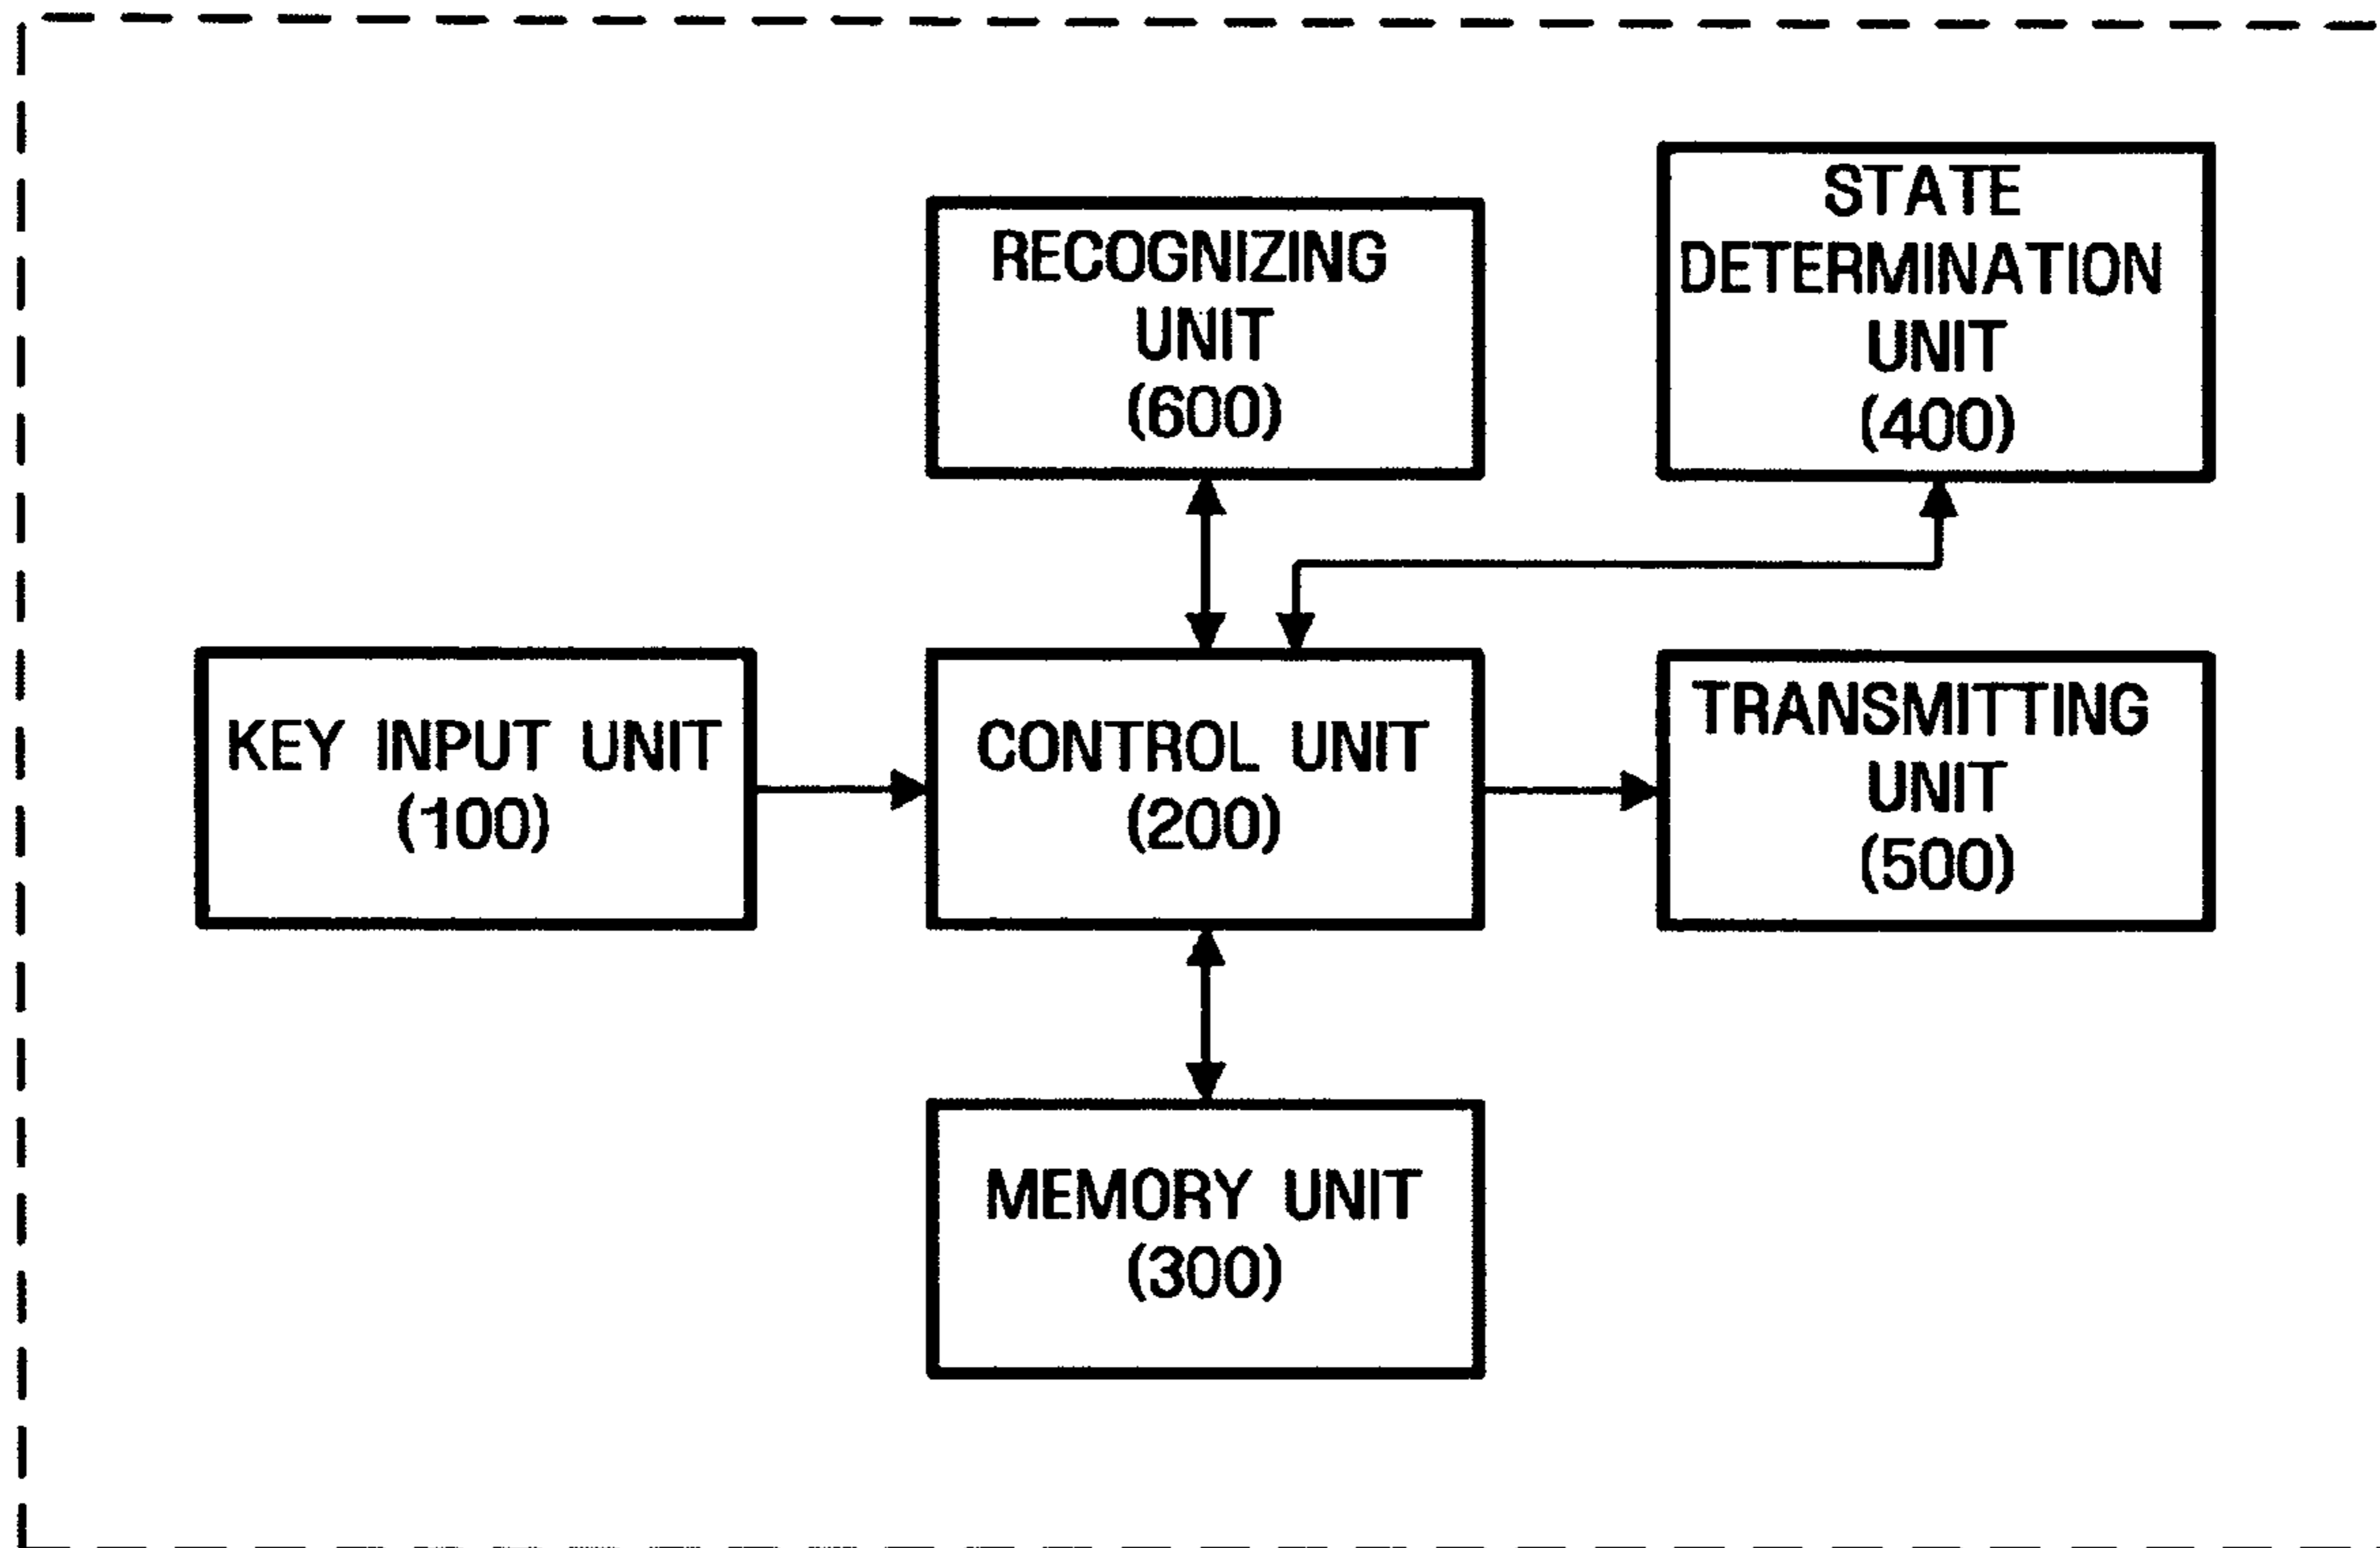 RECOGNIZING
UNIT
(600)
STATE
DETERMINATION
UNIT
(400)
KEY INPUT UNIT
(100)
CONTROL UNIT
(200)
TRANSMITTING
UNIT
(500)
MEMORY UNIT
(300)